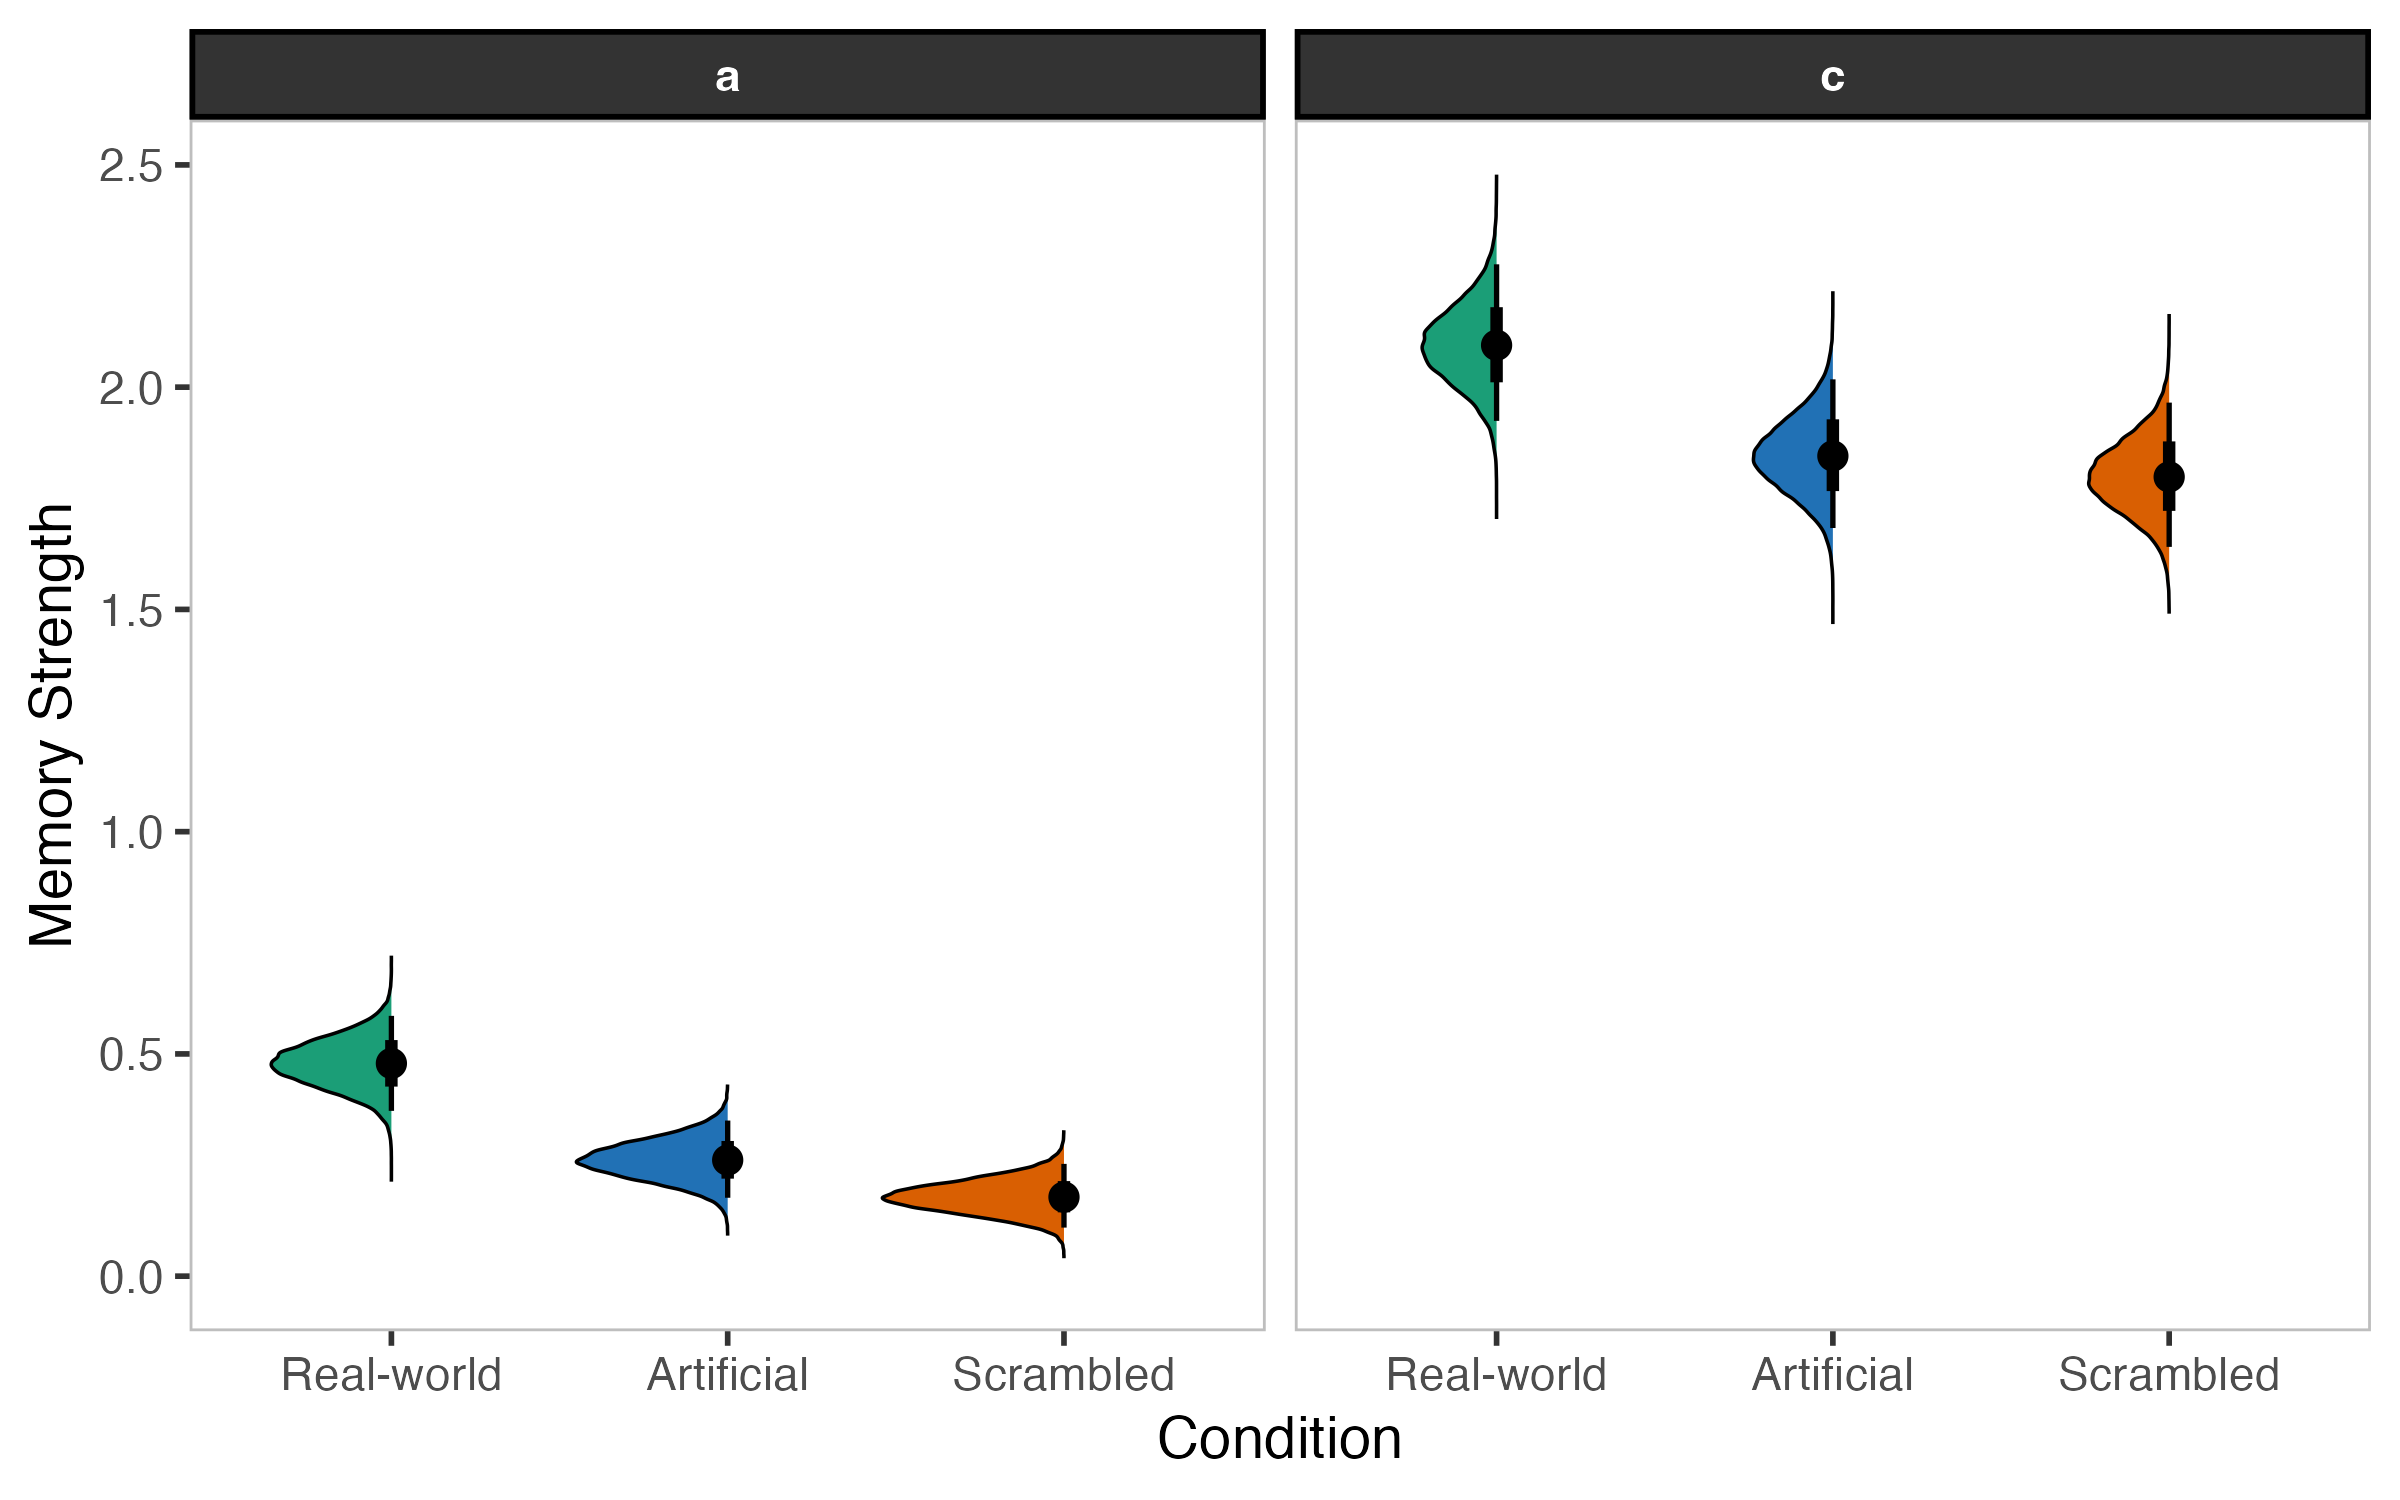 a
c
Memory Strength
2.5
2.0
1.5
1.0
0.5
0.0
Real-world Artificial Scrambled
Real-world Artificial Scrambled
Condition